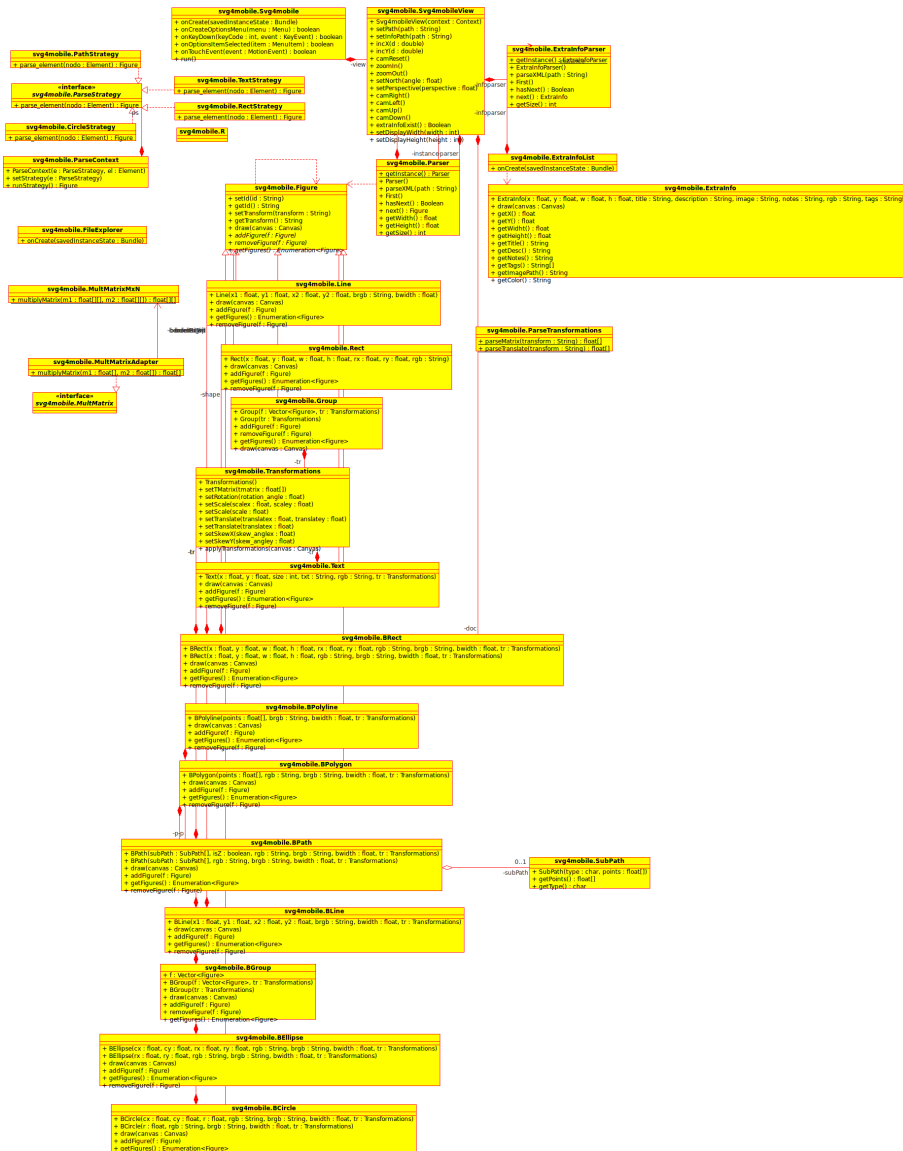 svg4mobile.Svg4mobile
+ onCreate(savedInstanceState : Bundle)
+ onCreateOptionsMenu(menu : Menu) : boolean
+ onKeyDown(keyCode : int, event : KeyEvent) : boolean
+ onOptionsItemSelected(item : MenuItem) : boolean
+ onTouchEvent(event : MotionEvent) : boolean
+ run()
-view
svg4mobile.Svg4mobileView
+ Svg4mobileView(context : Context)
+ setPath(path : String)
+ setInfoPath(path : String)
+ incX(d : double)
+ incY(d : double)
+ camReset()
+ zoomIn()
+ zoomOut()
+ setNorth(angle : float)
+ setPerspective(perspective : float)
+ camRight()
+ camLeft()
+ camUp()
+ camDown()
+ extraInfoExist() : Boolean
+ setDisplayWidth(width : int)
+ setDisplayHeight(height : int)
svg4mobile.ExtraInfoParser
+ getInstance() : ExtraInfoParser
+ ExtraInfoParser()
+ parseXML(path : String)
+ First()
+ hasNext() : Boolean
+ next() : ExtraInfo
+ getSize() : int
-infoparser
-infoparser
svg4mobile.PathStrategy
+ parse_element(nodo : Element) : Figure
«interface»
svg4mobile.ParseStrategy
+ parse_element(nodo : Element) : Figure
-ps
svg4mobile.TextStrategy
+ parse_element(nodo : Element) : Figure
svg4mobile.RectStrategy
+ parse_element(nodo : Element) : Figure
svg4mobile.CircleStrategy
+ parse_element(nodo : Element) : Figure
svg4mobile.R
svg4mobile.ParseContext
+ ParseContext(e : ParseStrategy, el : Element)
+ setStrategy(e : ParseStrategy)
+ runStrategy() : Figure
-instance
parser
svg4mobile.Parser
+ getInstance() : Parser
+ Parser()
+ parseXML(path : String)
+ First()
+ hasNext() : Boolean
+ next() : Figure
+ getWidth() : float
+ getHeight() : float
+ getSize() : int
svg4mobile.ExtraInfoList
+ onCreate(savedInstanceState : Bundle)
svg4mobile.ExtraInfo
+ ExtraInfo(x : float, y : float, w : float, h : float, title : String, description : String, image : String, notes : String, rgb : String, tags : String)
+ draw(canvas : Canvas)
+ getX() : float
+ getY() : float
+ getWidht() : float
+ getHeight() : float
+ getTitle() : String
+ getDesc() : String
+ getNotes() : String
+ getTags() : String[]
+ getImagePath() : String
+ getColor() : String
svg4mobile.Figure
+ setId(id : String)
+ getId() : String
+ setTransform(transform : String)
+ getTransform() : String
+ draw(canvas : Canvas)
+ addFigure(f : Figure)
+ removeFigure(f : Figure)
+ getFigures() : Enumeration<Figure>
svg4mobile.FileExplorer
+ onCreate(savedInstanceState : Bundle)
svg4mobile.MultMatrixMxN
+ multiplyMatrix(m1 : float[][], m2 : float[][]) : float[][]
svg4mobile.Line
+ Line(x1 : float, y1 : float, x2 : float, y2 : float, brgb : String, bwidth : float)
+ draw(canvas : Canvas)
+ addFigure(f : Figure)
+ getFigures() : Enumeration<Figure>
+ removeFigure(f : Figure)
svg4mobile.ParseTransformations
+ parseMatrix(transform : String) : float[]
+ parseTranslate(transform : String) : float[]
svg4mobile.MultMatrixAdapter
+ multiplyMatrix(m1 : float[], m2 : float[]) : float[]
«interface»
svg4mobile.MultMatrix
svg4mobile.Rect
+ Rect(x : float, y : float, w : float, h : float, rx : float, ry : float, rgb : String)
+ draw(canvas : Canvas)
+ addFigure(f : Figure)
+ getFigures() : Enumeration<Figure>
+ removeFigure(f : Figure)
-shape
svg4mobile.Group
+ Group(f : Vector<Figure>, tr : Transformations)
+ Group(tr : Transformations)
+ addFigure(f : Figure)
+ removeFigure(f : Figure)
+ getFigures() : Enumeration<Figure>
+ draw(canvas : Canvas)
-tr
svg4mobile.Transformations
+ Transformations()
+ setTMatrix(tmatrix : float[])
+ setRotation(rotation_angle : float)
+ setScale(scalex : float, scaley : float)
+ setScale(scale : float)
+ setTranslate(translatex : float, translatey : float)
+ setTranslate(translatex : float)
+ setSkewX(skew_anglex : float)
+ setSkewY(skew_angley : float)
+ applyTransformations(canvas : Canvas)
-tr
-tr
svg4mobile.Text
+ Text(x : float, y : float, size : int, txt : String, rgb : String, tr : Transformations)
+ draw(canvas : Canvas)
+ addFigure(f : Figure)
+ getFigures() : Enumeration<Figure>
+ removeFigure(f : Figure)
-doc
svg4mobile.BRect
+ BRect(x : float, y : float, w : float, h : float, rx : float, ry : float, rgb : String, brgb : String, bwidth : float, tr : Transformations)
+ BRect(x : float, y : float, w : float, h : float, rgb : String, brgb : String, bwidth : float, tr : Transformations)
+ draw(canvas : Canvas)
+ addFigure(f : Figure)
+ getFigures() : Enumeration<Figure>
+ removeFigure(f : Figure)
svg4mobile.BPolyline
+ BPolyline(points : float[], brgb : String, bwidth : float, tr : Transformations)
+ draw(canvas : Canvas)
+ addFigure(f : Figure)
+ getFigures() : Enumeration<Figure>
+ removeFigure(f : Figure)
svg4mobile.BPolygon
+ BPolygon(points : float[], rgb : String, brgb : String, bwidth : float, tr : Transformations)
+ draw(canvas : Canvas)
+ addFigure(f : Figure)
+ getFigures() : Enumeration<Figure>
+ removeFigure(f : Figure)
svg4mobile.BPath
+ BPath(subPath : SubPath[], isZ : boolean, rgb : String, brgb : String, bwidth : float, tr : Transformations)
+ BPath(subPath : SubPath[], rgb : String, brgb : String, bwidth : float, tr : Transformations)
+ draw(canvas : Canvas)
+ addFigure(f : Figure)
+ getFigures() : Enumeration<Figure>
+ removeFigure(f : Figure)
0..1
-subPath
svg4mobile.SubPath
+ SubPath(type : char, points : float[])
+ getPoints() : float[]
+ getType() : char
svg4mobile.BLine
+ BLine(x1 : float, y1 : float, x2 : float, y2 : float, brgb : String, bwidth : float, tr : Transformations)
+ draw(canvas : Canvas)
+ addFigure(f : Figure)
+ getFigures() : Enumeration<Figure>
+ removeFigure(f : Figure)
svg4mobile.BGroup
+ f : Vector<Figure>
+ BGroup(f : Vector<Figure>, tr : Transformations)
+ BGroup(tr : Transformations)
+ draw(canvas : Canvas)
+ addFigure(f : Figure)
+ removeFigure(f : Figure)
+ getFigures() : Enumeration<Figure>
svg4mobile.BEllipse
+ BEllipse(cx : float, cy : float, rx : float, ry : float, rgb : String, brgb : String, bwidth : float, tr : Transformations)
+ BEllipse(rx : float, ry : float, rgb : String, brgb : String, bwidth : float, tr : Transformations)
+ draw(canvas : Canvas)
+ addFigure(f : Figure)
+ getFigures() : Enumeration<Figure>
+ removeFigure(f : Figure)
svg4mobile.BCircle
+ BCircle(cx : float, cy : float, r : float, rgb : String, brgb : String, bwidth : float, tr : Transformations)
+ BCircle(r : float, rgb : String, brgb : String, bwidth : float, tr : Transformations)
+ draw(canvas : Canvas)
+ addFigure(f : Figure)
+ getFigures() : Enumeration<Figure>